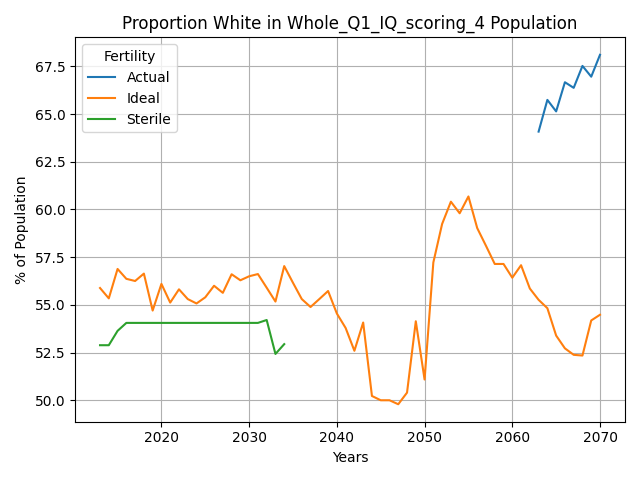 Proportion White in Whole_Q1_IQ_scoring_4 Population
Fertility
Actual
Ideal
Sterile
67.5
65.0
62.5
60.0
57.5
55.0
52.5
50.0
% of Population
2020 2030 2040 2050 2060 2070
Years